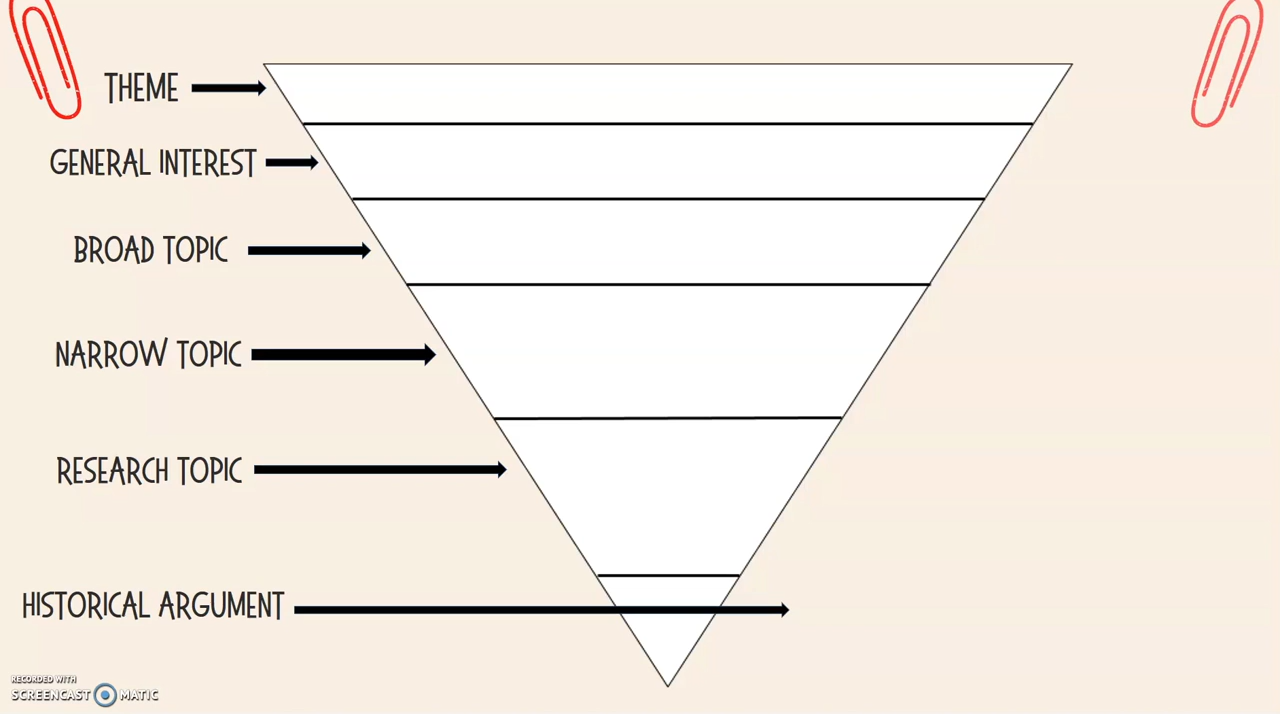 THEME
GENERAL INTEREST
BROAD TOPIC
NARROW TOPIC
RESEARCH TOPIC
HISTORICAL ARGUMENT
RECORDED WITH
SCREENCAST MATIC